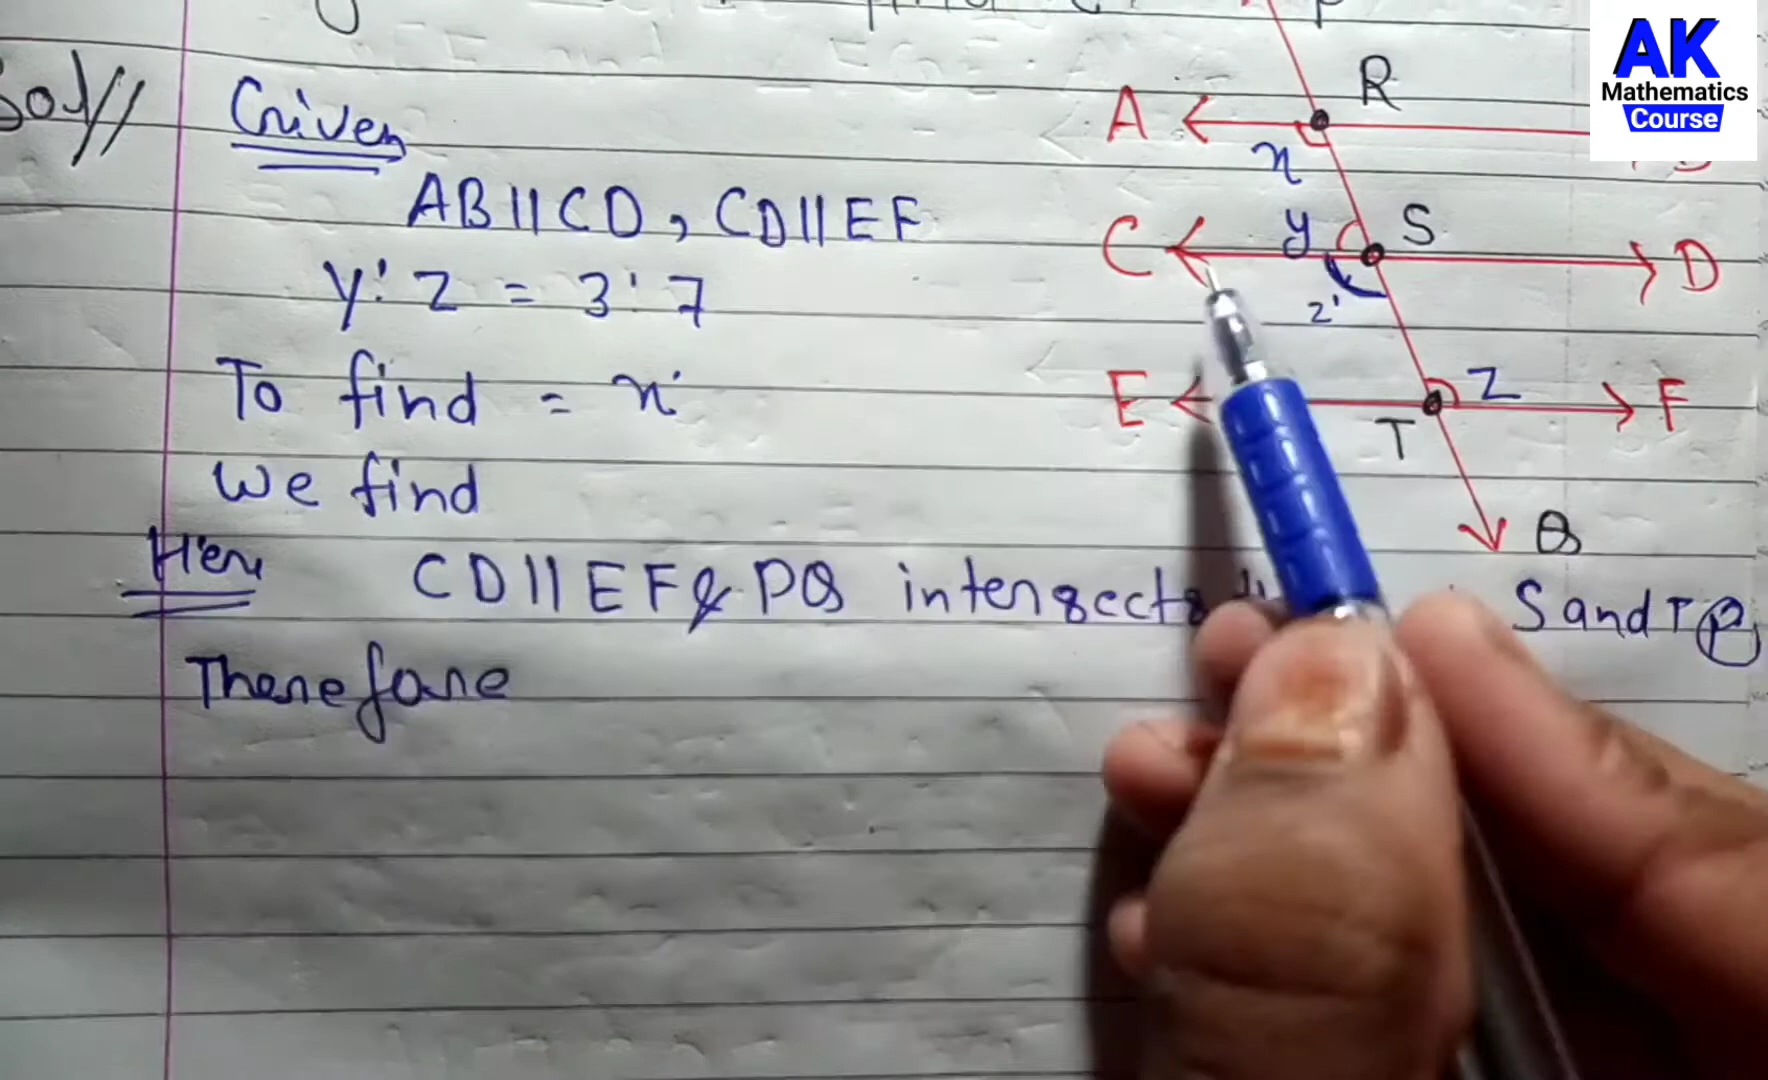 Sol//
Given
AB||CD, CD||EF
y : z = 3 : 7
To find = x
We find
Here CD||EF & PQ intersects S and T P
Therefore
R
A
x
C y S D
z'
E z F
T
Q
AK
Mathematics
Course